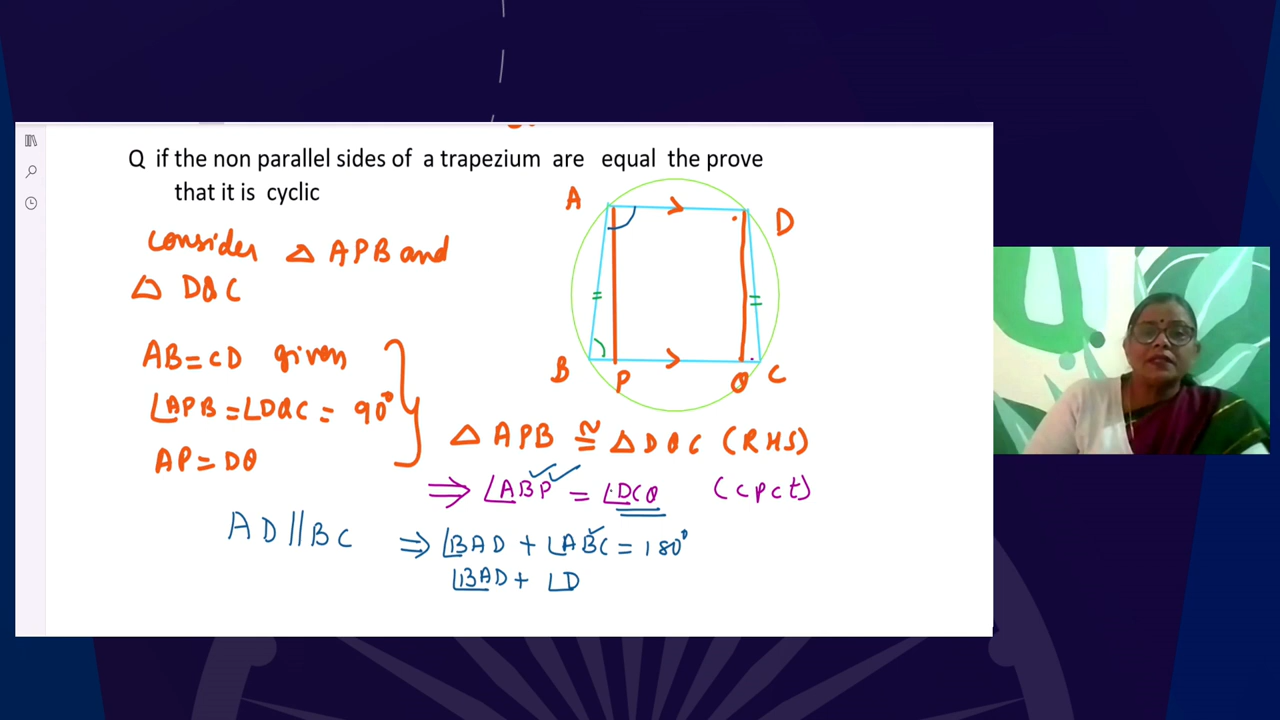 Q if the non parallel sides of a trapezium are equal the prove
that it is cyclic
A
D
Consider △ APB and
△ DQC
AB = CD given
∠APB = ∠DQC = 90°
AP = DQ
B P Q C
△ APB ≅ △ DQC (RHS)
⇒ ∠ABP = ∠DCQ (cpct)
AD || BC ⇒ ∠BAD + ∠ABC = 180°
∠BAD + ∠D